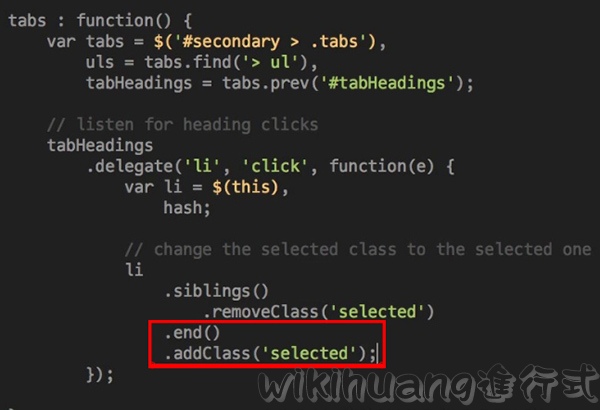 tabs : function() {
var tabs = $('#secondary > .tabs'),
uls = tabs.find('> ul'),
tabHeadings = tabs.prev('#tabHeadings');
// listen for heading clicks
tabHeadings
.delegate('li', 'click', function(e) {
var li = $(this),
hash;
// change the selected class to the selected one
li
.siblings()
.removeClass('selected')
.end()
.addClass('selected');
});
wikihuang進行式